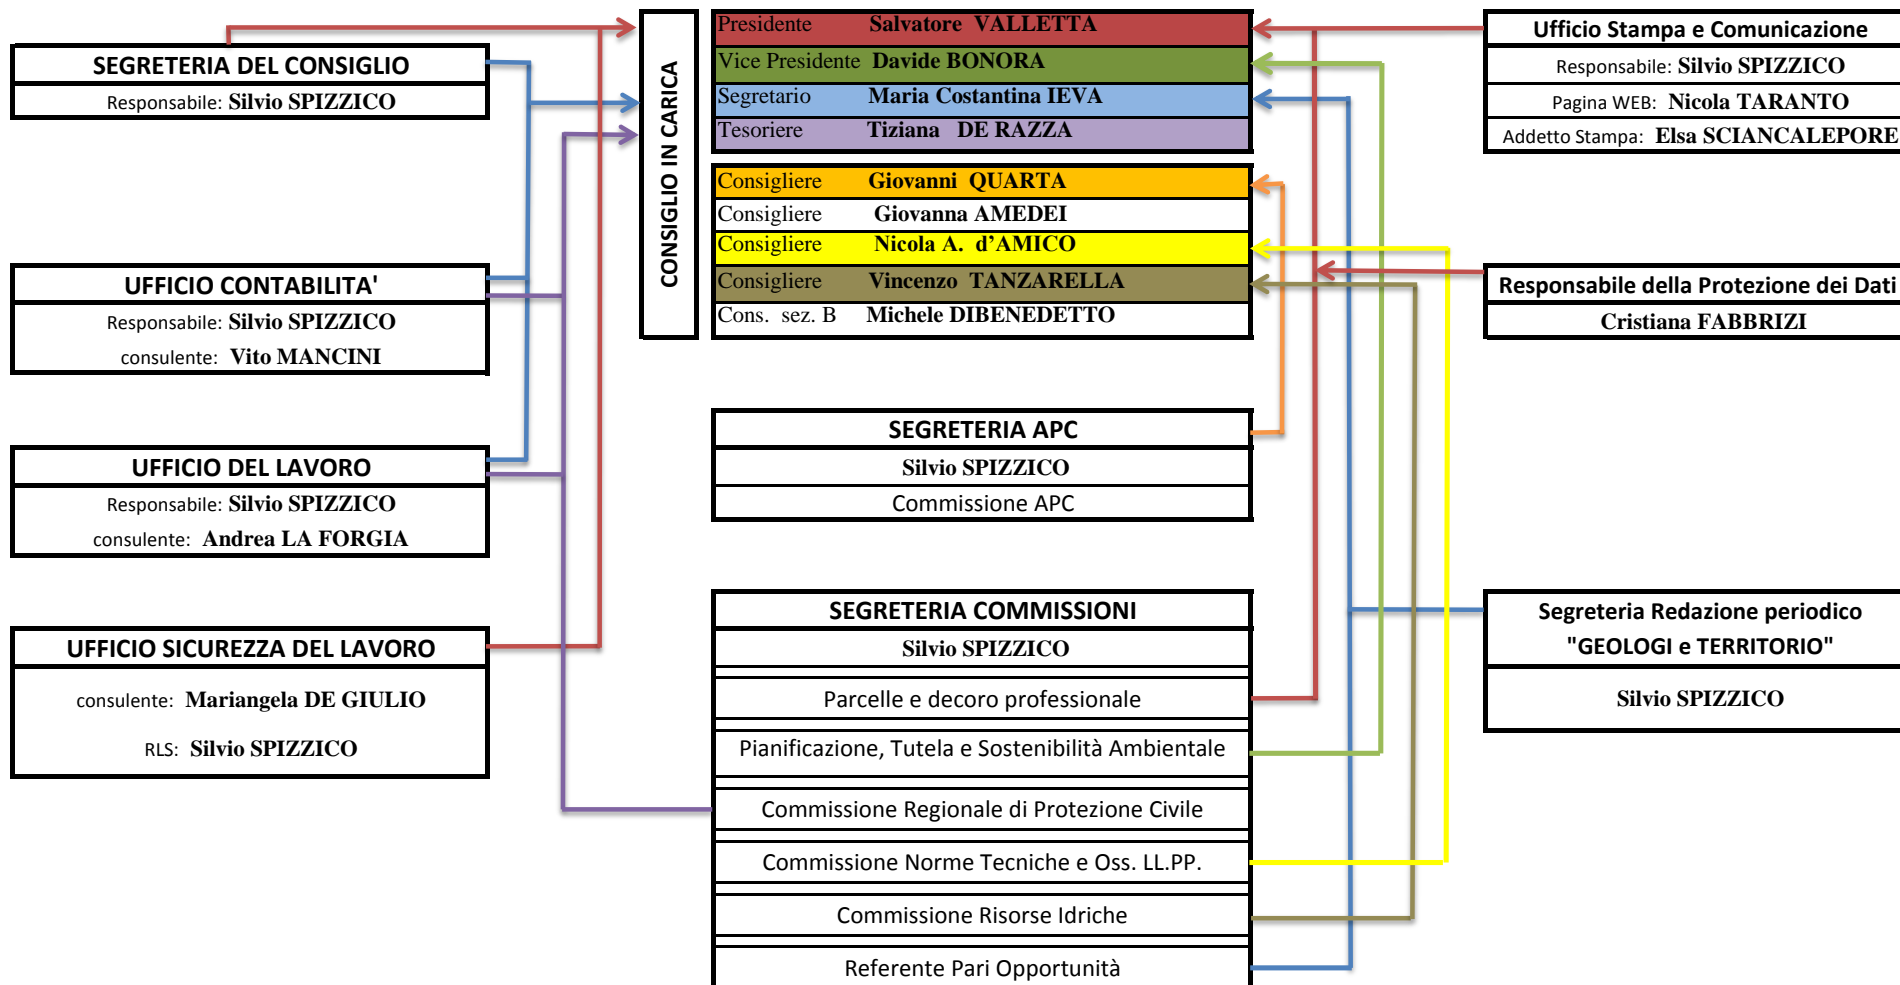 SEGRETERIA DEL CONSIGLIO
Responsabile: Silvio SPIZZICO
UFFICIO CONTABILITA'
Responsabile: Silvio SPIZZICO
consulente: Vito MANCINI
UFFICIO DEL LAVORO
Responsabile: Silvio SPIZZICO
consulente: Andrea LA FORGIA
UFFICIO SICUREZZA DEL LAVORO
consulente: Mariangela DE GIULIO
RLS: Silvio SPIZZICO
CONSIGLIO IN CARICA
Presidente Salvatore VALLETTA
Vice Presidente Davide BONORA
Segretario Maria Costantina IEVA
Tesoriere Tiziana DE RAZZA
Consigliere Giovanni QUARTA
Consigliere Giovanna AMEDEI
Consigliere Nicola A. d'AMICO
Consigliere Vincenzo TANZARELLA
Cons. sez. B Michele DIBENEDETTO
SEGRETERIA APC
Silvio SPIZZICO
Commissione APC
SEGRETERIA COMMISSIONI
Silvio SPIZZICO
Parcelle e decoro professionale
Pianificazione, Tutela e Sostenibilità Ambientale
Commissione Regionale di Protezione Civile
Commissione Norme Tecniche e Oss. LL.PP.
Commissione Risorse Idriche
Referente Pari Opportunità
Ufficio Stampa e Comunicazione
Responsabile: Silvio SPIZZICO
Pagina WEB: Nicola TARANTO
Addetto Stampa: Elsa SCIANCALEPORE
Responsabile della Protezione dei Dati
Cristiana FABBRIZI
Segreteria Redazione periodico
"GEOLOGI e TERRITORIO"
Silvio SPIZZICO